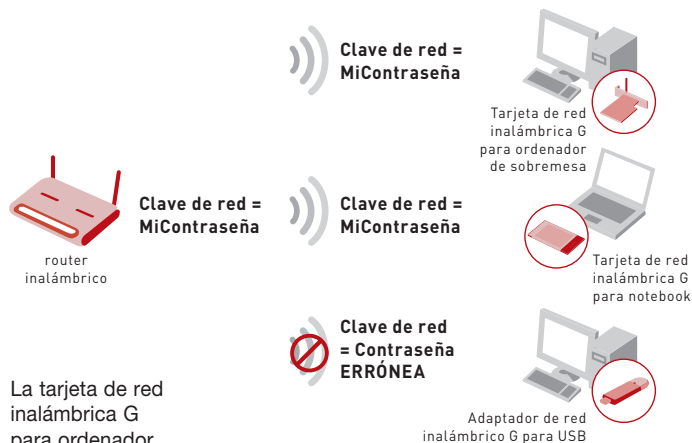 Clave de red =
MiContraseña
Tarjeta de red
inalámbrica G
para ordenador
de sobremesa
Clave de red =
MiContraseña
router
inalámbrico
Clave de red =
MiContraseña
Tarjeta de red
inalámbrica G
para notebook
Clave de red
= Contraseña
ERRÓNEA
Adaptador de red
inalámbrico G para USB
La tarjeta de red
inalámbrica G
para ordenador